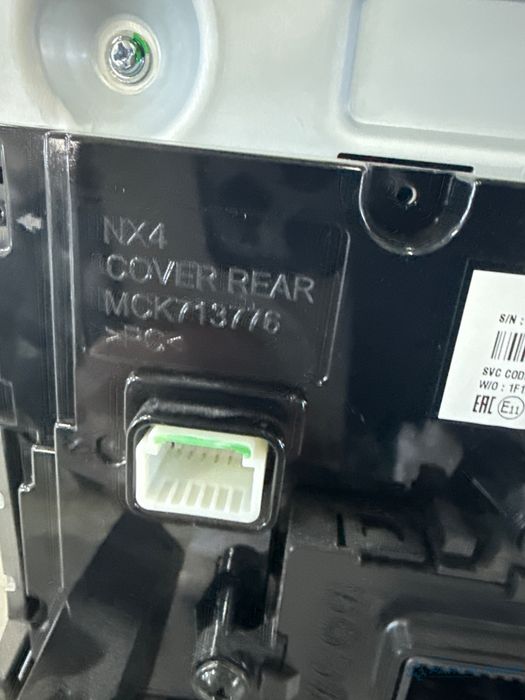 NX4
COVER REAR
MCK713776
>PC<
S/N :
SVC COD
W/O : 1F1
EAC E11